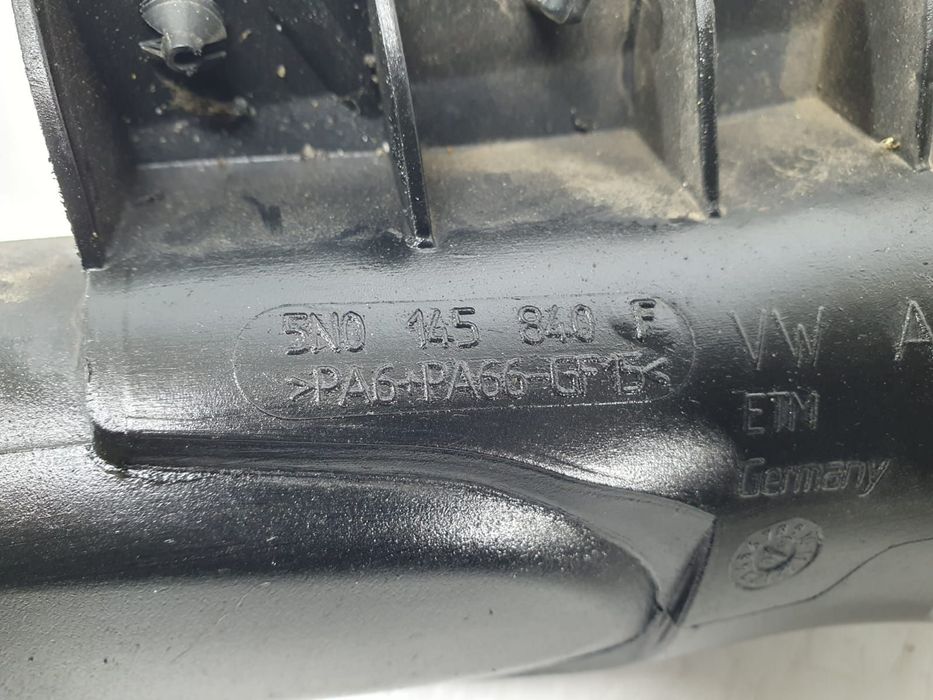 5N0 145 840 F
>PA6+PA66-GF15<
VW A
ETM
Germany